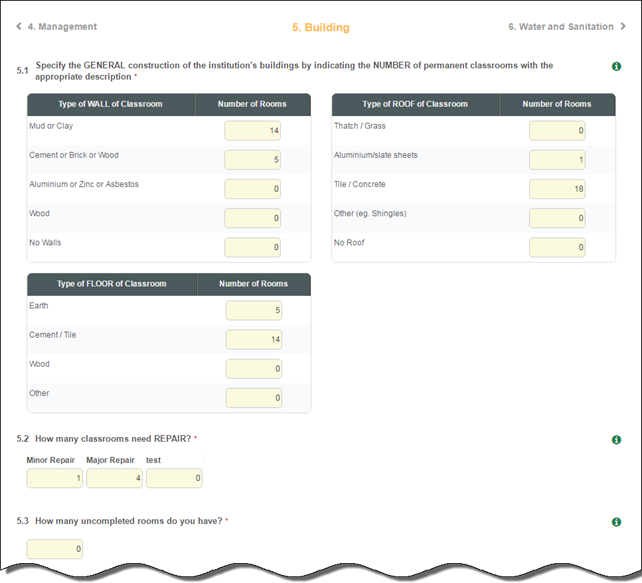 4. Management 5. Building 6. Water and Sanitation
5.1 Specify the GENERAL construction of the institution's buildings by indicating the NUMBER of permanent classrooms with the
appropriate description *
Type of WALL of Classroom Number of Rooms
Mud or Clay 14
Cement or Brick or Wood 5
Aluminium or Zinc or Asbestos 0
Wood 0
No Walls 0
Type of ROOF of Classroom Number of Rooms
Thatch / Grass 0
Aluminium/slate sheets 1
Tile / Concrete 18
Other (eg. Shingles) 0
No Roof 0
Type of FLOOR of Classroom Number of Rooms
Earth 5
Cement / Tile 14
Wood 0
Other 0
5.2 How many classrooms need REPAIR? *
Minor Repair Major Repair test
1 4 0
5.3 How many uncompleted rooms do you have? *
0